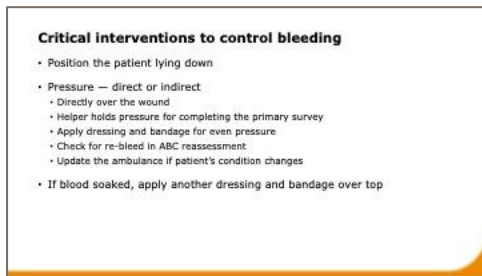 Critical interventions to control bleeding
• Position the patient lying down
• Pressure — direct or indirect
• Directly over the wound
• Helper holds pressure for completing the primary survey
• Apply dressing and bandage for even pressure
• Check for re-bleed in ABC reassessment
• Update the ambulance if patient's condition changes
• If blood soaked, apply another dressing and bandage over top